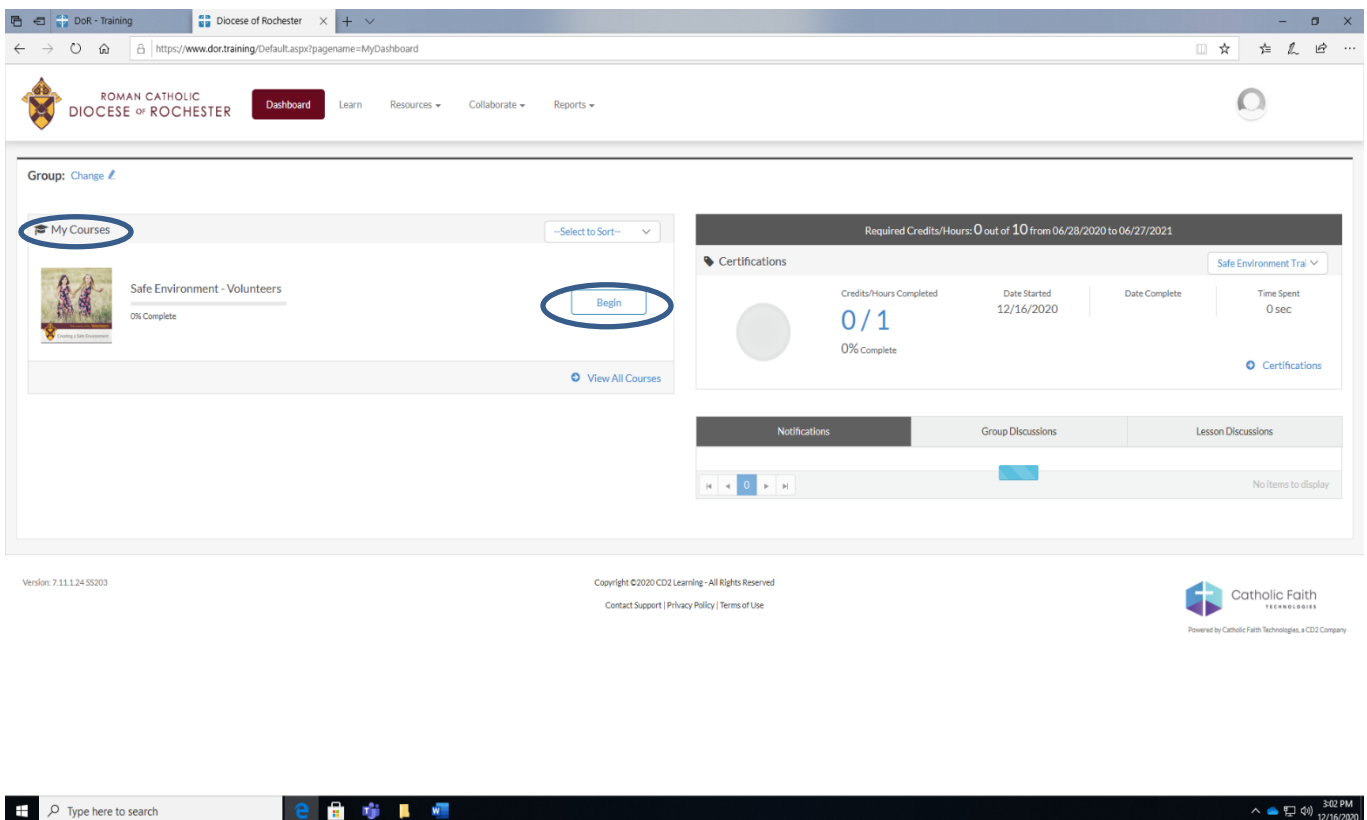 DoR - Training
Diocese of Rochester
https://www.dor.training/Default.aspx?pagename=MyDashboard
ROMAN CATHOLIC
DIOCESE OF ROCHESTER
Dashboard
Learn
Resources
Collaborate
Reports
Group: Change
My Courses
--Select to Sort--
Safe Environment - Volunteers
0% Complete
Begin
Creating a Safe Environment
View All Courses
Required Credits/Hours: 0 out of 10 from 06/28/2020 to 06/27/2021
Certifications
Safe Environment Trai
Credits/Hours Completed
0 / 1
0% Complete
Date Started
12/16/2020
Date Complete
Time Spent
0 sec
Certifications
Notifications
Group Discussions
Lesson Discussions
0
No items to display
Version: 7.11.1.24 55203
Copyright ©2020 CD2 Learning - All Rights Reserved
Contact Support | Privacy Policy | Terms of Use
Catholic Faith
TECHNOLOGIES
Powered by Catholic Faith Technologies, a CD2 Company
Type here to search
3:02 PM
12/16/2020